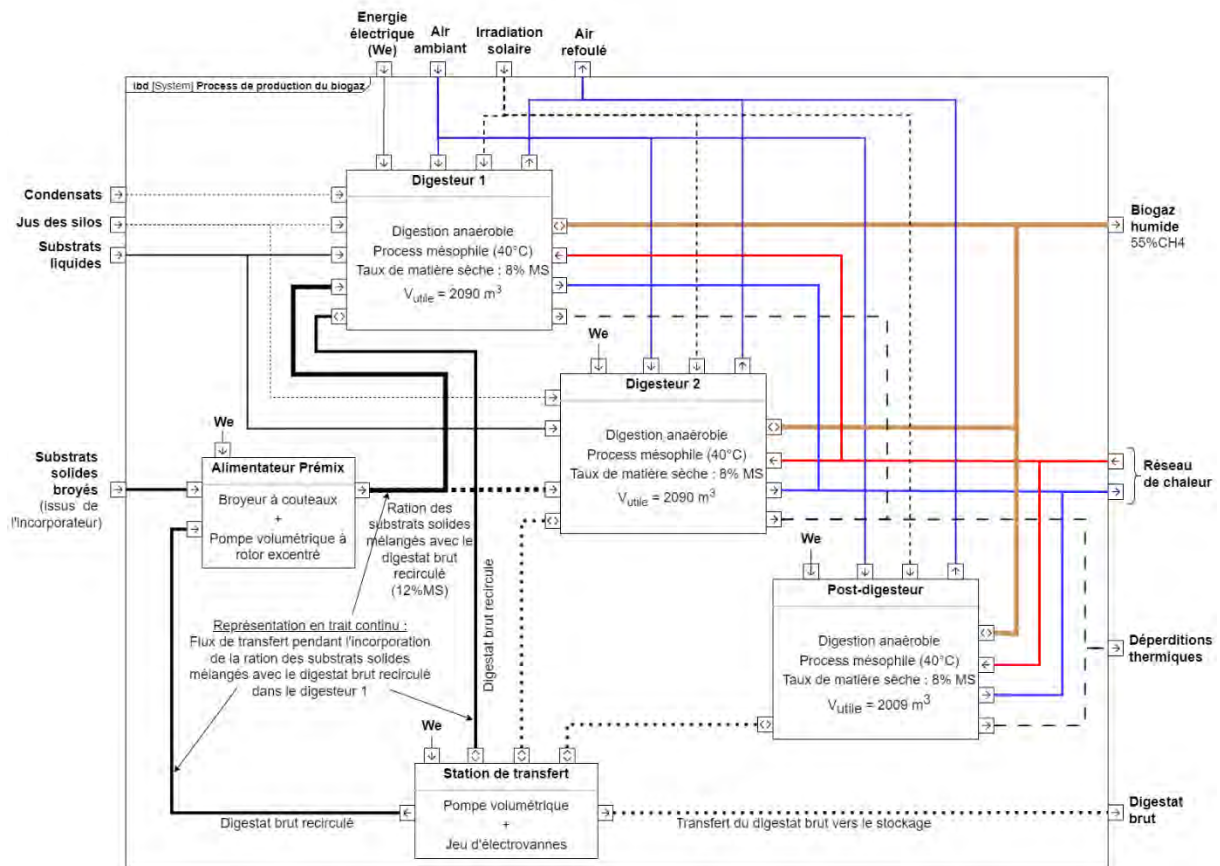 Energie
électrique
(We)
Air
ambiant
Irradiation
solaire
Air
refoulé
ibd [System] Process de production du biogaz
Condensats
Jus des silos
Substrats
liquides
Digesteur 1
Digestion anaérobie
Process mésophile (40°C)
Taux de matière sèche : 8% MS
V utile = 2090 m3
Biogaz
humide
55%CH4
We
Digesteur 2
Digestion anaérobie
Process mésophile (40°C)
Taux de matière sèche : 8% MS
V utile = 2090 m3
We
Substrats
solides
broyés
(issus de
l'incorporateur)
Alimentateur Prémix
Broyeur à couteaux
+
Pompe volumétrique à
rotor excentré
Ration des
substrats solides
mélangés avec le
digestat brut
recirculé
(12%MS)
Réseau
de chaleur
We
Post-digesteur
Digestion anaérobie
Process mésophile (40°C)
Taux de matière sèche : 8% MS
V utile = 2009 m3
Déperditions
thermiques
Représentation en trait continu :
Flux de transfert pendant l'incorporation
de la ration des substrats solides
mélangés avec le digestat brut recirculé
dans le digesteur 1
Digestat brut recirculé
We
Station de transfert
Pompe volumétrique
+
Jeu d'électrovannes
Digestat brut recirculé
Transfert du digestat brut vers le stockage
Digestat
brut